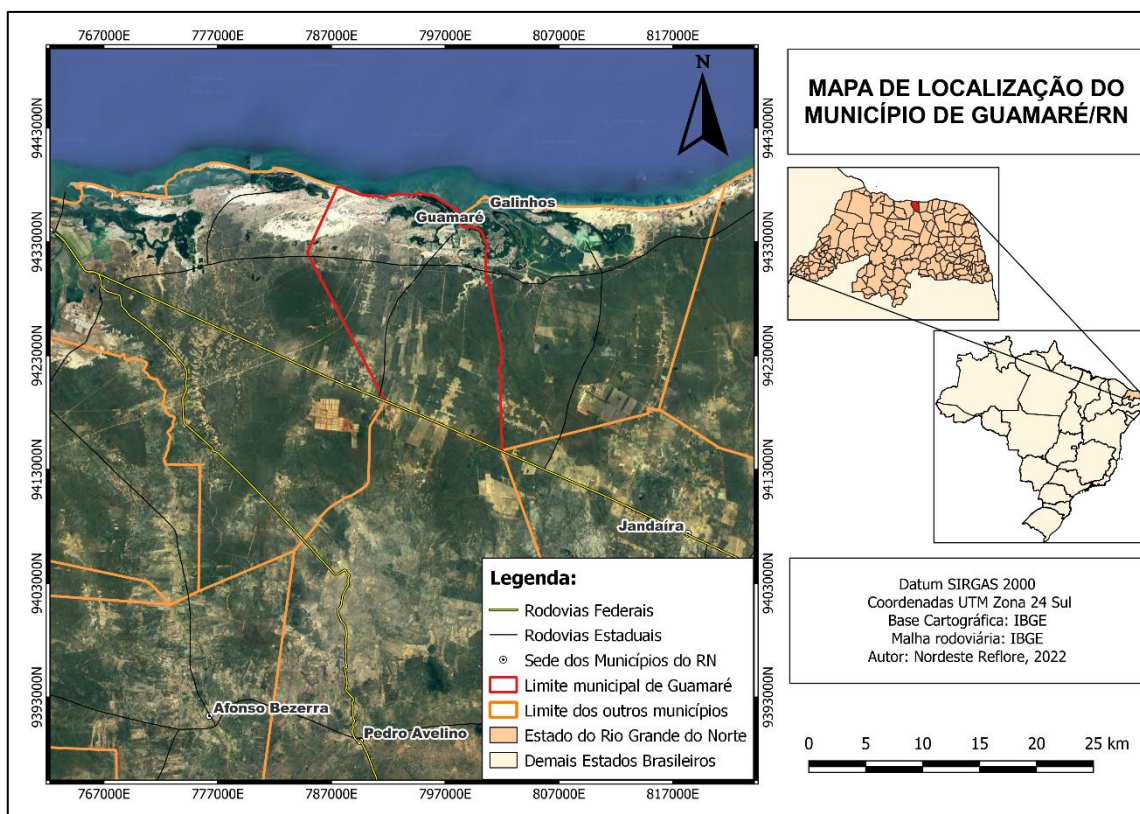 767000E 777000E 787000E 797000E 807000E 817000E
9443000N
9433000N
9423000N
9413000N
9403000N
9393000N
N
Galinhos
Guamaré
Jandaíra
Afonso Bezerra
Pedro Avelino
Legenda:
Rodovias Federais
Rodovias Estaduais
Sede dos Municípios do RN
Limite municipal de Guamaré
Limite dos outros municípios
Estado do Rio Grande do Norte
Demais Estados Brasileiros
9443000N
9433000N
9423000N
9413000N
9403000N
9393000N
767000E 777000E 787000E 797000E 807000E 817000E
MAPA DE LOCALIZAÇÃO DO
MUNICÍPIO DE GUAMARÉ/RN
Datum SIRGAS 2000
Coordenadas UTM Zona 24 Sul
Base Cartográfica: IBGE
Malha rodoviária: IBGE
Autor: Nordeste Reflore, 2022
0 5 10 15 20 25 km